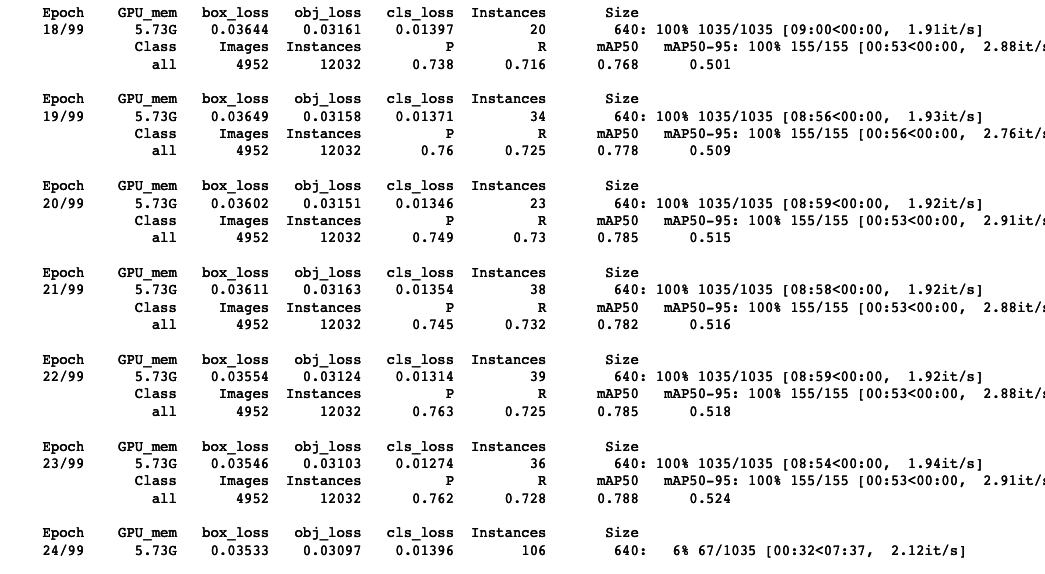 Epoch GPU_mem box_loss obj_loss cls_loss Instances Size
18/99 5.73G 0.03644 0.03161 0.01397 20 640: 100% 1035/1035 [09:00<00:00, 1.91it/s]
Class Images Instances P R mAP50 mAP50-95: 100% 155/155 [00:53<00:00, 2.88it/s
all 4952 12032 0.738 0.716 0.768 0.501
Epoch GPU_mem box_loss obj_loss cls_loss Instances Size
19/99 5.73G 0.03649 0.03158 0.01371 34 640: 100% 1035/1035 [08:56<00:00, 1.93it/s]
Class Images Instances P R mAP50 mAP50-95: 100% 155/155 [00:56<00:00, 2.76it/s
all 4952 12032 0.76 0.725 0.778 0.509
Epoch GPU_mem box_loss obj_loss cls_loss Instances Size
20/99 5.73G 0.03602 0.03151 0.01346 23 640: 100% 1035/1035 [08:59<00:00, 1.92it/s]
Class Images Instances P R mAP50 mAP50-95: 100% 155/155 [00:53<00:00, 2.91it/s
all 4952 12032 0.749 0.73 0.785 0.515
Epoch GPU_mem box_loss obj_loss cls_loss Instances Size
21/99 5.73G 0.03611 0.03163 0.01354 38 640: 100% 1035/1035 [08:58<00:00, 1.92it/s]
Class Images Instances P R mAP50 mAP50-95: 100% 155/155 [00:53<00:00, 2.88it/s
all 4952 12032 0.745 0.732 0.782 0.516
Epoch GPU_mem box_loss obj_loss cls_loss Instances Size
22/99 5.73G 0.03554 0.03124 0.01314 39 640: 100% 1035/1035 [08:59<00:00, 1.92it/s]
Class Images Instances P R mAP50 mAP50-95: 100% 155/155 [00:53<00:00, 2.88it/s
all 4952 12032 0.763 0.725 0.785 0.518
Epoch GPU_mem box_loss obj_loss cls_loss Instances Size
23/99 5.73G 0.03546 0.03103 0.01274 36 640: 100% 1035/1035 [08:54<00:00, 1.94it/s]
Class Images Instances P R mAP50 mAP50-95: 100% 155/155 [00:53<00:00, 2.91it/s
all 4952 12032 0.762 0.728 0.788 0.524
Epoch GPU_mem box_loss obj_loss cls_loss Instances Size
24/99 5.73G 0.03533 0.03097 0.01396 106 640: 6% 67/1035 [00:32<07:37, 2.12it/s]